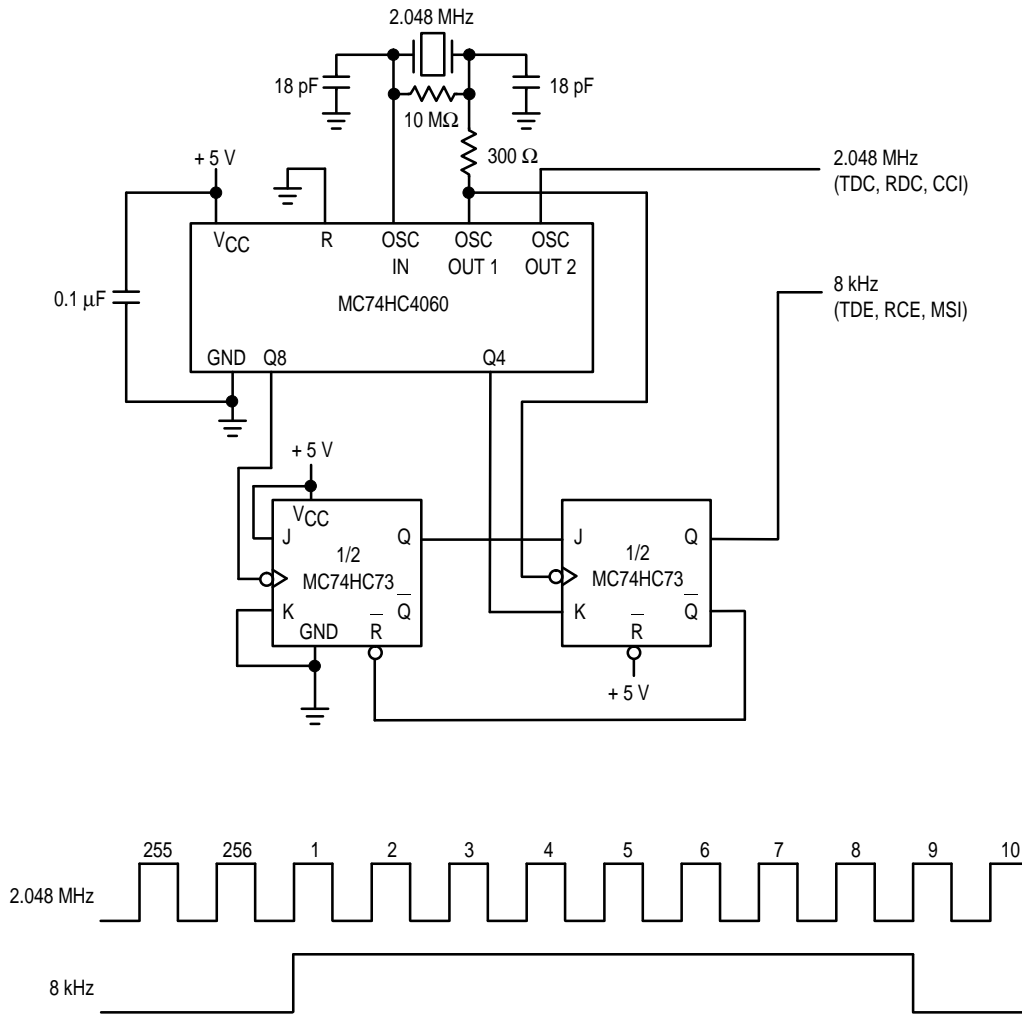 2.048 MHz
18 pF
18 pF
10 MΩ
300 Ω
+ 5 V
2.048 MHz
(TDC, RDC, CCI)
VCC
R
OSC
IN
OSC
OUT 1
OSC
OUT 2
0.1 µF
MC74HC4060
8 kHz
(TDE, RCE, MSI)
GND
Q8
Q4
+ 5 V
VCC
J
Q
1/2
MC74HC73
K
Q̅
GND
R̅
J
Q
1/2
MC74HC73
K
Q̅
R̅
+ 5 V
255 256 1 2 3 4 5 6 7 8 9 10
2.048 MHz
8 kHz